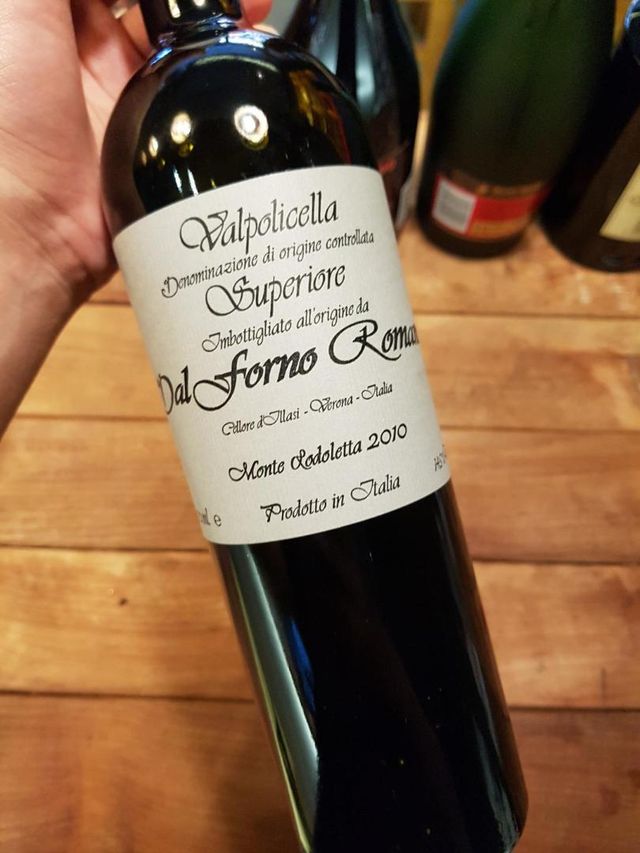 Valpolicella
Denominazione di origine controllata
Superiore
Imbottigliato all'origine da
Dal Forno
Cellore d'Illasi - Verona - Italia
Monte Lodoletta 2010
Prodotto in Italia
e